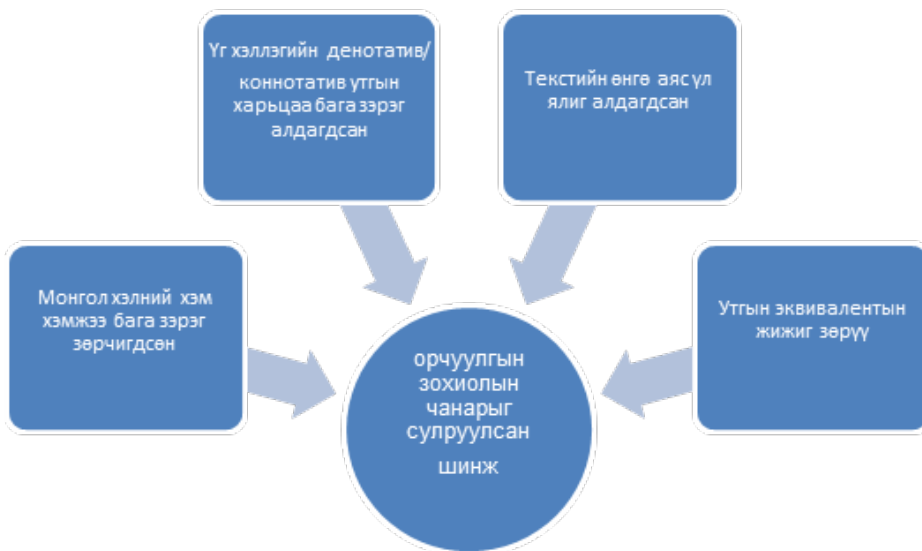 Үг хэллэгийн денотатив/
коннотатив утгын
харьцаа бага зэрэг
алдагдсан
Текстийн өнгө аяс үл
ялиг алдагдсан
Монгол хэлний хэм
хэмжээ бага зэрэг
зөрчигдсөн
Утгын эквивалентын
жижиг зөрүү
орчуулгын
зохиолын
чанарыг
сулруулсан
шинж